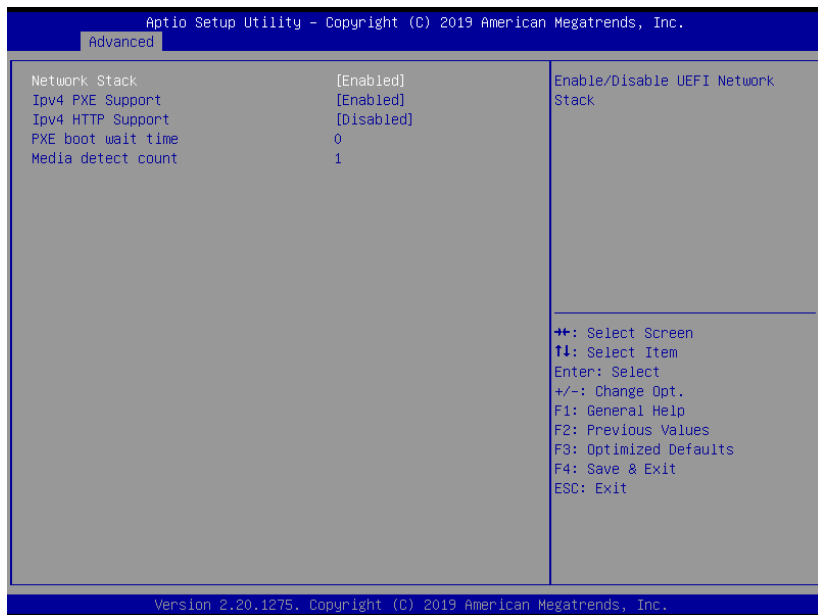 Aptio Setup Utility – Copyright (C) 2019 American Megatrends, Inc.
Advanced
Network Stack [Enabled]
Ipv4 PXE Support [Enabled]
Ipv4 HTTP Support [Disabled]
PXE boot wait time 0
Media detect count 1
Enable/Disable UEFI Network
Stack
→←: Select Screen
↑↓: Select Item
Enter: Select
+/-: Change Opt.
F1: General Help
F2: Previous Values
F3: Optimized Defaults
F4: Save & Exit
ESC: Exit
Version 2.20.1275. Copyright (C) 2019 American Megatrends, Inc.